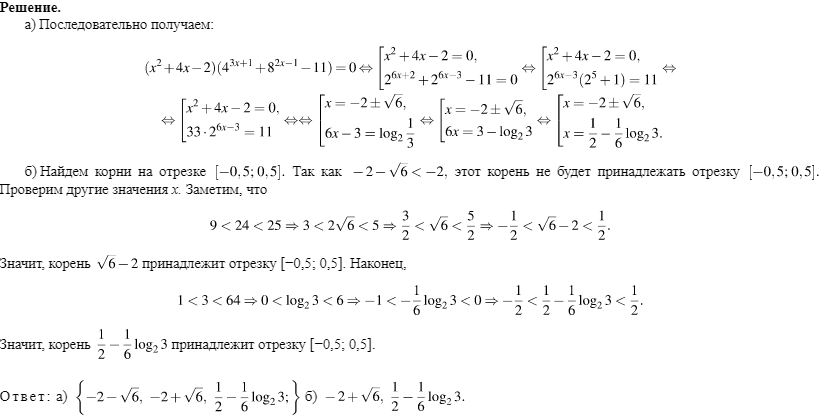 Решение.
а) Последовательно получаем:
(x² + 4x − 2)(4^{3x+1} + 8^{2x−1} − 11) = 0 ⇔ [x² + 4x − 2 = 0, 2^{6x+2} + 2^{6x−3} − 11 = 0 ⇔ [x² + 4x − 2 = 0, 2^{6x−3}(2⁵ + 1) = 11 ⇔
⇔ [x² + 4x − 2 = 0, 33 · 2^{6x−3} = 11 ⇔⇔ [x = −2 ± √6, 6x − 3 = log₂ 1/3 ⇔ [x = −2 ± √6, 6x = 3 − log₂ 3 ⇔ [x = −2 ± √6, x = 1/2 − 1/6 log₂ 3.
б) Найдем корни на отрезке [−0,5; 0,5]. Так как −2 − √6 < −2, этот корень не будет принадлежать отрезку [−0,5; 0,5].
Проверим другие значения x. Заметим, что
9 < 24 < 25 ⇒ 3 < 2√6 < 5 ⇒ 3/2 < √6 < 5/2 ⇒ −1/2 < √6 − 2 < 1/2.
Значит, корень √6 − 2 принадлежит отрезку [−0,5; 0,5]. Наконец,
1 < 3 < 64 ⇒ 0 < log₂ 3 < 6 ⇒ −1 < −1/6 log₂ 3 < 0 ⇒ −1/2 < 1/2 − 1/6 log₂ 3 < 1/2.
Значит, корень 1/2 − 1/6 log₂ 3 принадлежит отрезку [−0,5; 0,5].
Ответ: а) {−2 − √6, −2 + √6, 1/2 − 1/6 log₂ 3;} б) −2 + √6, 1/2 − 1/6 log₂ 3.